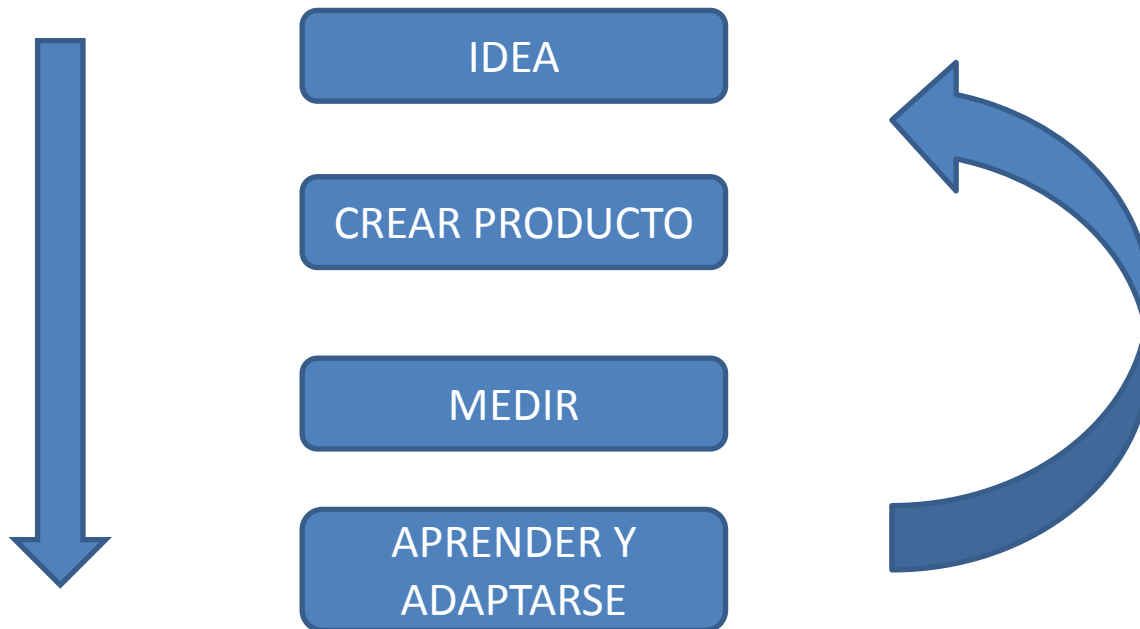 IDEA
CREAR PRODUCTO
MEDIR
APRENDER Y
ADAPTARSE